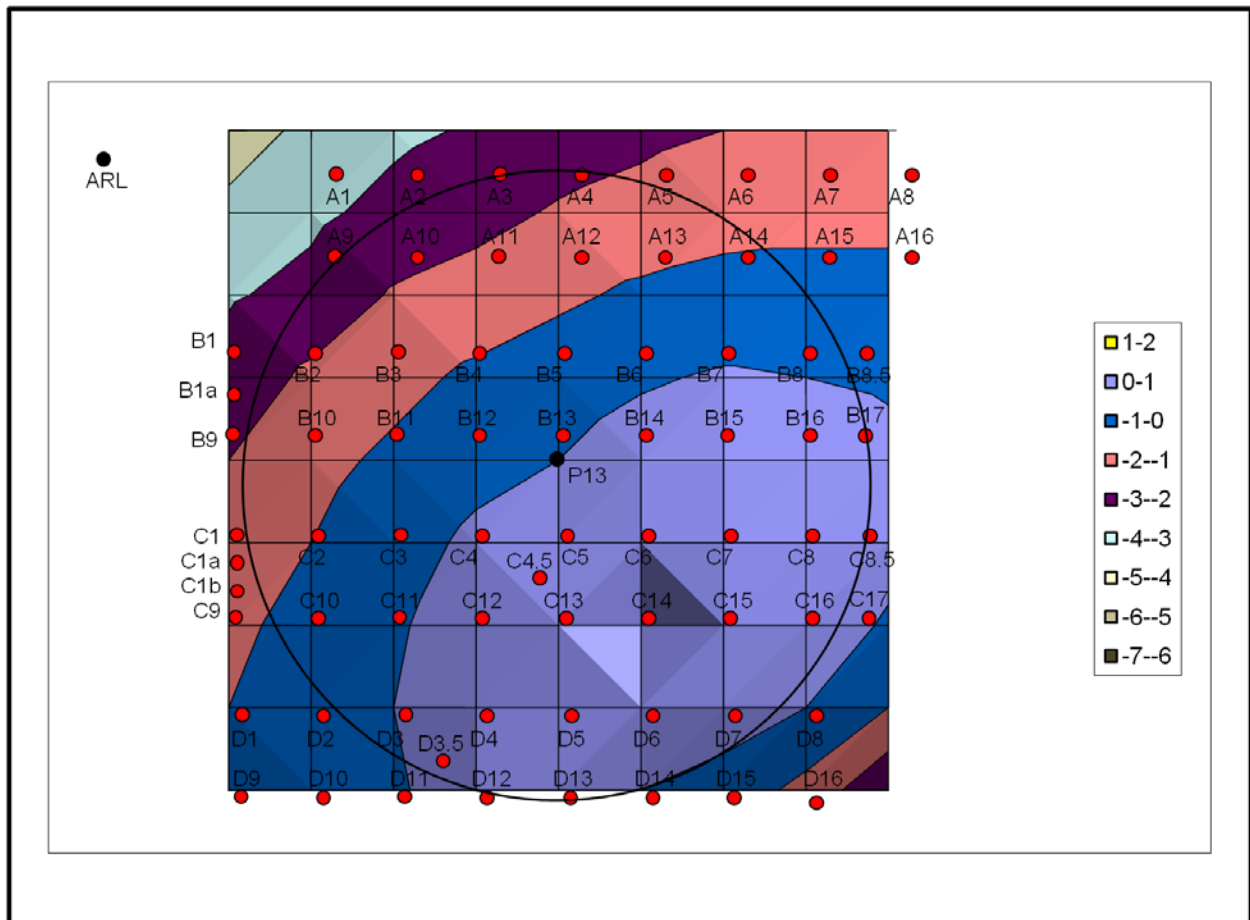 ARL
A1 A2 A3 A4 A5 A6 A7 A8
A9 A10 A11 A12 A13 A14 A15 A16
B1
B2 B3 B4 B5 B6 B7 B8 B8.5
B1a
B9 B10 B11 B12 B13 B14 B15 B16 B17
P13
C1 C2 C3 C4 C5 C6 C7 C8 C8.5
C1a C4.5
C1b
C9 C10 C11 C12 C13 C14 C15 C16 C17
D1 D2 D3 D4 D5 D6 D7 D8
D3.5
D9 D10 D11 D12 D13 D14 D15 D16
1-2
0-1
-1-0
-2--1
-3--2
-4--3
-5--4
-6--5
-7--6